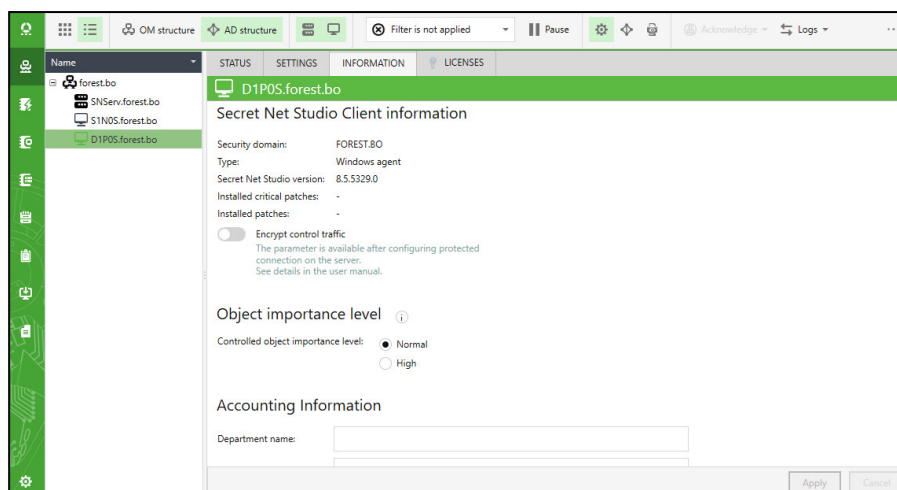 OM structure
AD structure
Filter is not applied
Pause
Acknowledge
Logs
...
Name
forest.bo
SNServ.forest.bo
S1N0S.forest.bo
D1P0S.forest.bo
STATUS
SETTINGS
INFORMATION
LICENSES
D1P0S.forest.bo
Secret Net Studio Client information
Security domain: FOREST.BO
Type: Windows agent
Secret Net Studio version: 8.5.5329.0
Installed critical patches: -
Installed patches: -
Encrypt control traffic
The parameter is available after configuring protected
connection on the server.
See details in the user manual.
Object importance level i
Controlled object importance level: Normal
High
Accounting Information
Department name:
Apply
Cancel